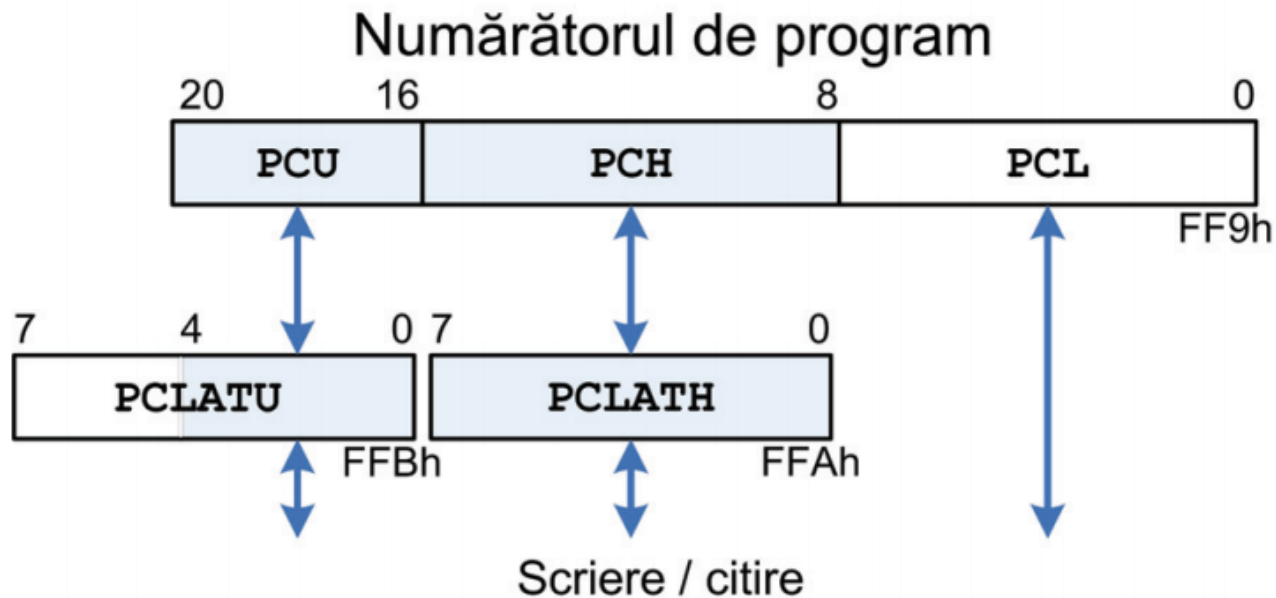 Numărătorul de program
20 16 8 0
PCU PCH PCL
FF9h
7 4 0 7 0
PCLATU PCLATH
FFBh FFAh
Scriere / citire